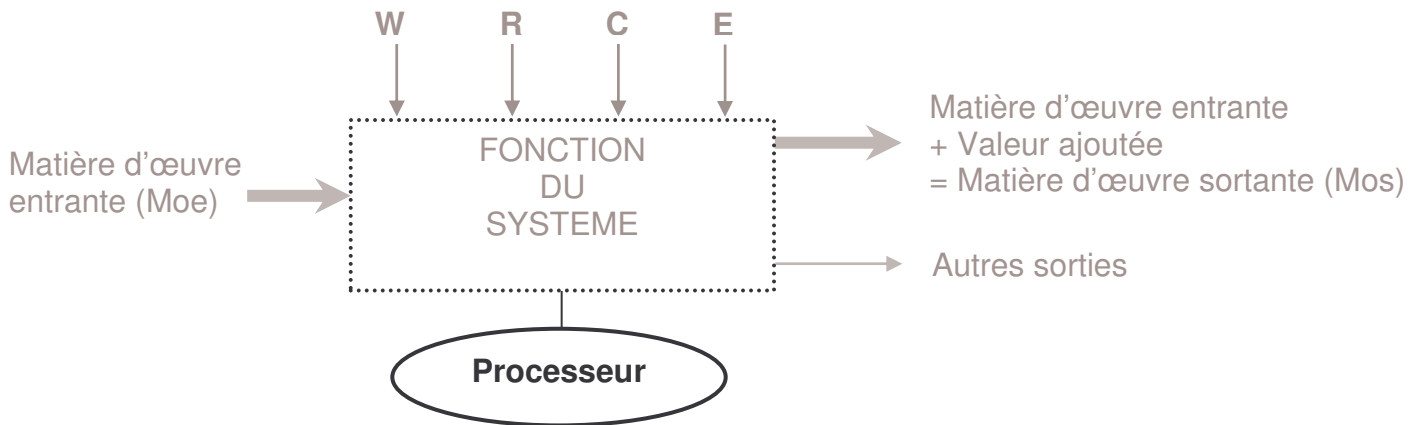 W R C E
Matière d'œuvre
entrante (Moe)
FONCTION
DU
SYSTEME
Matière d'œuvre entrante
+ Valeur ajoutée
= Matière d'œuvre sortante (Mos)
Autres sorties
Processeur